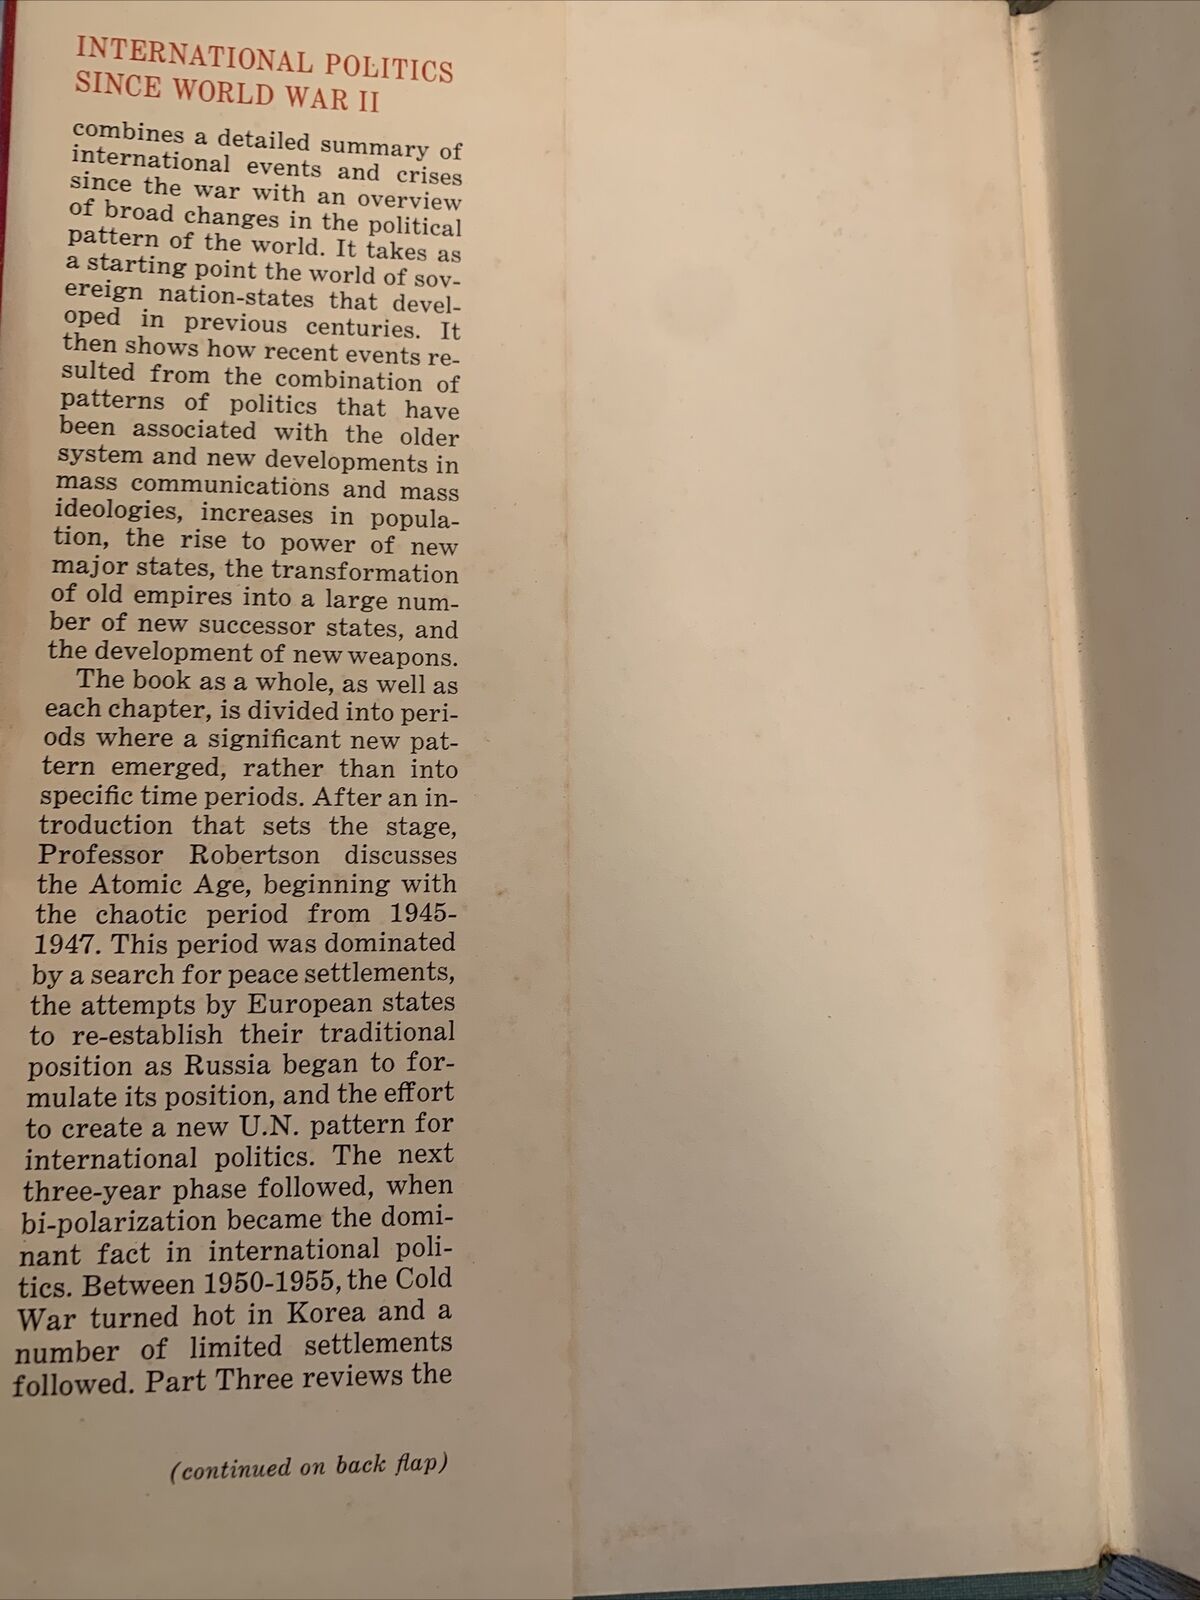 INTERNATIONAL POLITICS
SINCE WORLD WAR II
combines a detailed summary of
international events and crises
since the war with an overview
of broad changes in the political
pattern of the world. It takes as
a starting point the world of sov-
ereign nation-states that devel-
oped in previous centuries. It
then shows how recent events re-
sulted from the combination of
patterns of politics that have
been associated with the older
system and new developments in
mass communications and mass
ideologies, increases in popula-
tion, the rise to power of new
major states, the transformation
of old empires into a large num-
ber of new successor states, and
the development of new weapons.
The book as a whole, as well as
each chapter, is divided into peri-
ods where a significant new pat-
tern emerged, rather than into
specific time periods. After an in-
troduction that sets the stage,
Professor Robertson discusses
the Atomic Age, beginning with
the chaotic period from 1945-
1947. This period was dominated
by a search for peace settlements,
the attempts by European states
to re-establish their traditional
position as Russia began to for-
mulate its position, and the effort
to create a new U.N. pattern for
international politics. The next
three-year phase followed, when
bi-polarization became the domi-
nant fact in international poli-
tics. Between 1950-1955, the Cold
War turned hot in Korea and a
number of limited settlements
followed. Part Three reviews the
(continued on back flap)